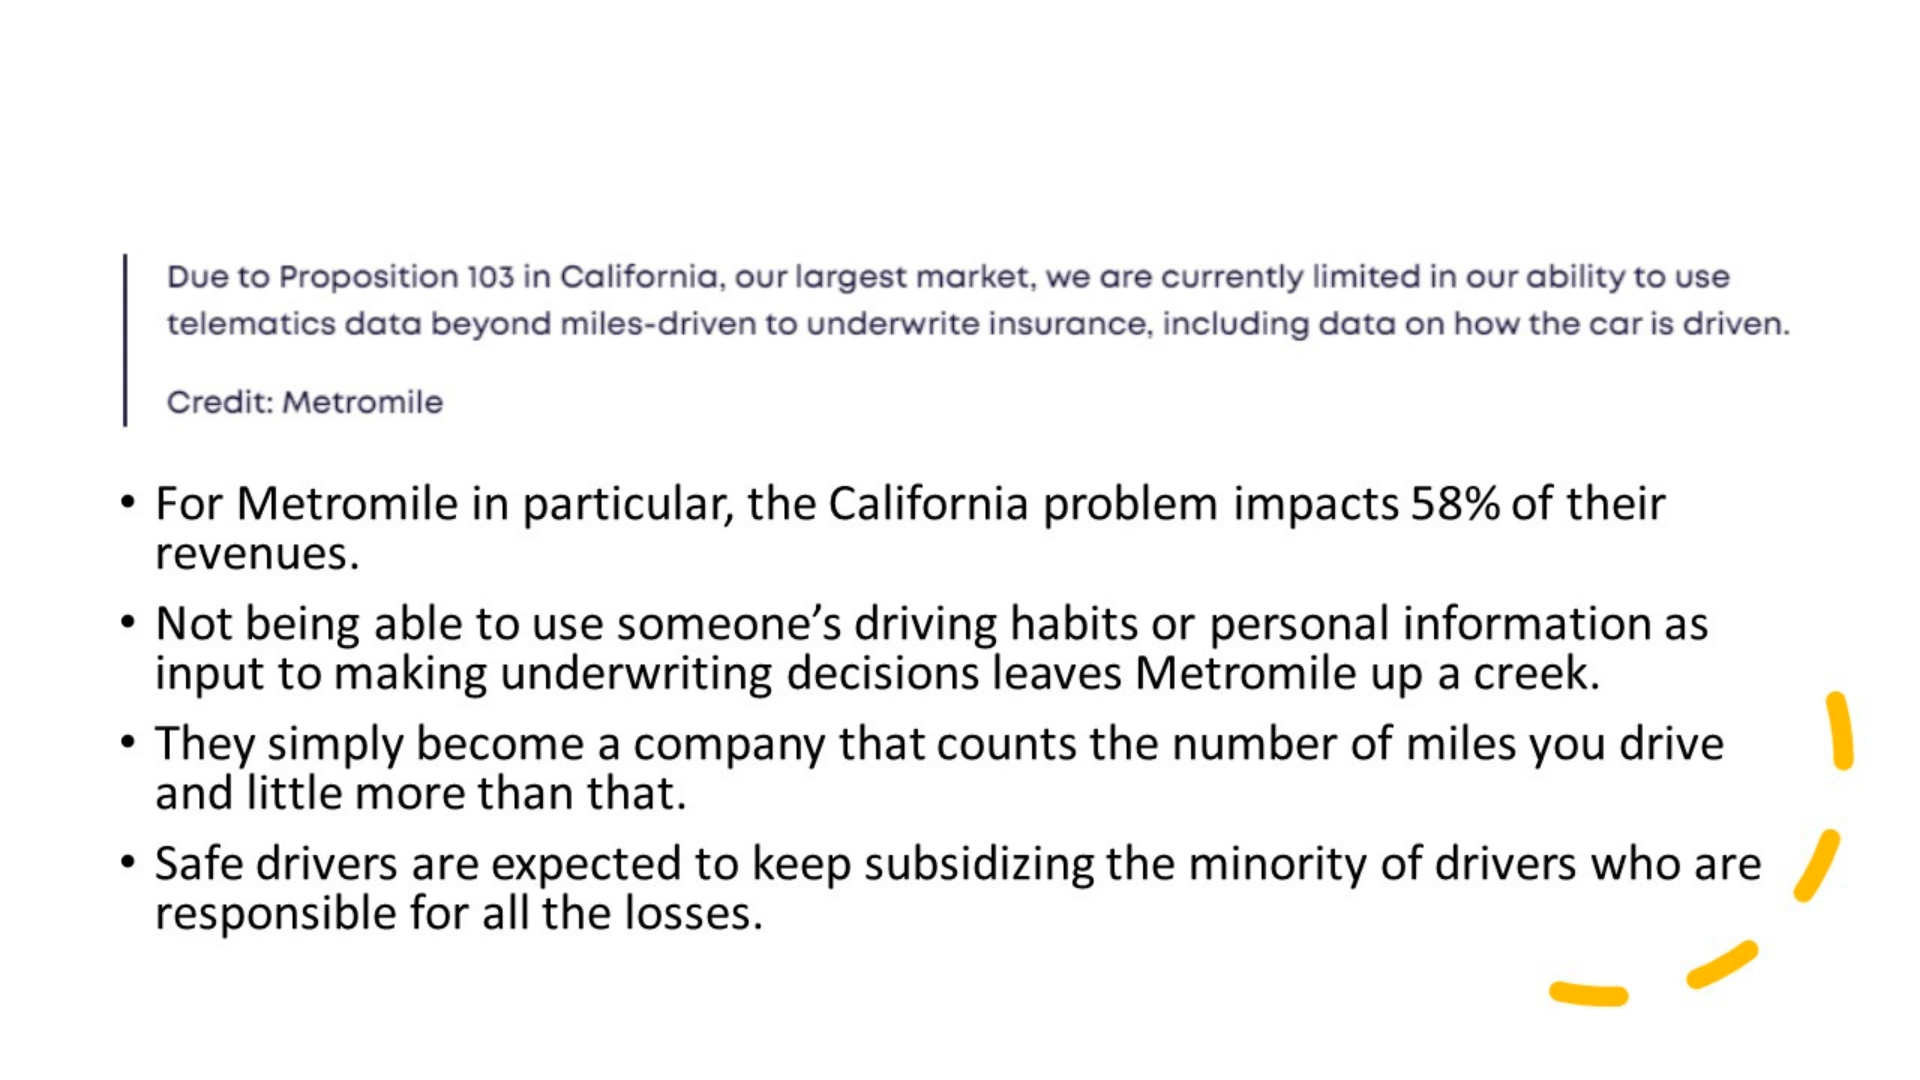 Due to Proposition 103 in California, our largest market, we are currently limited in our ability to use
telematics data beyond miles-driven to underwrite insurance, including data on how the car is driven.
Credit: Metromile
• For Metromile in particular, the California problem impacts 58% of their
revenues.
• Not being able to use someone’s driving habits or personal information as
input to making underwriting decisions leaves Metromile up a creek.
• They simply become a company that counts the number of miles you drive
and little more than that.
• Safe drivers are expected to keep subsidizing the minority of drivers who are
responsible for all the losses.